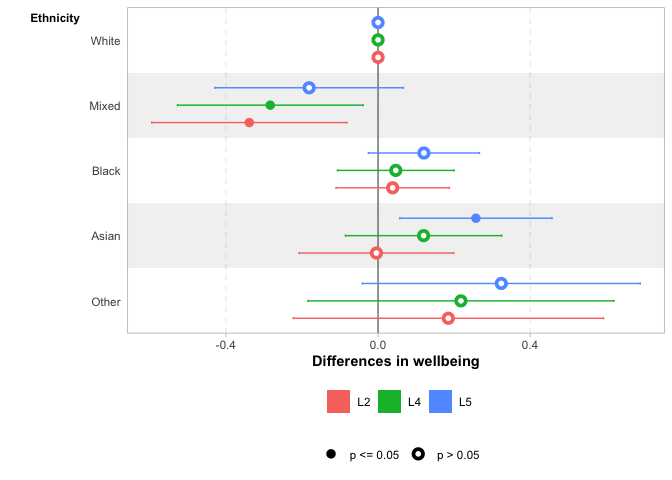 Ethnicity
White
Mixed
Black
Asian
Other
-0.4 0.0 0.4
Differences in wellbeing
L2 L4 L5
p <= 0.05 p > 0.05